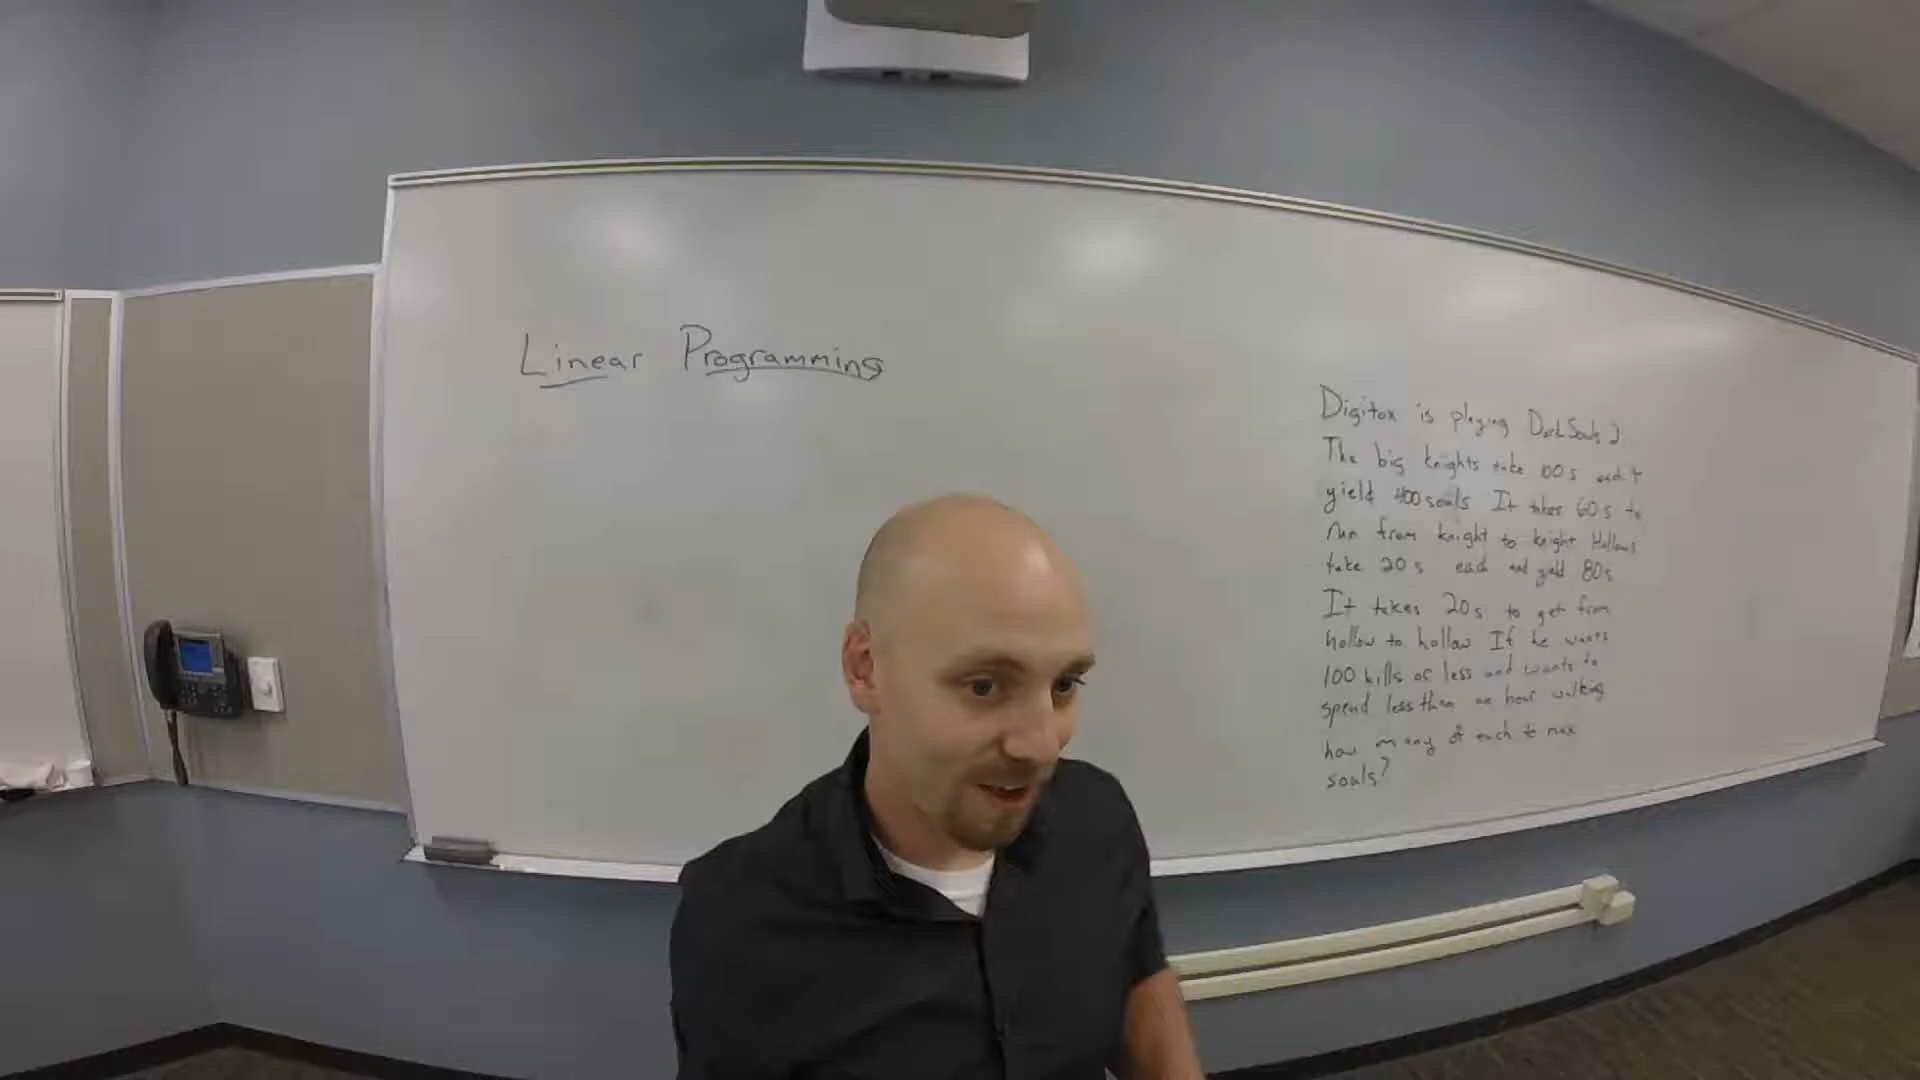 Linear Programming
Digitox is playing Dark Souls 2
The big knights take 100s each +
yield 400 souls It takes 60s to
run from knight to knight Hollows
take 20s each and yield 80s
It takes 20s to get from
hollow to hollow If he wants
100 kills or less and wants to
spend less than one hour walking
how many of each to max
souls?